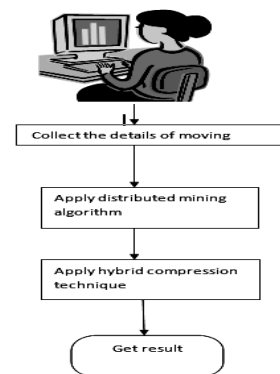 Collect the details of moving
Apply distributed mining
algorithm
Apply hybrid compression
technique
Get result